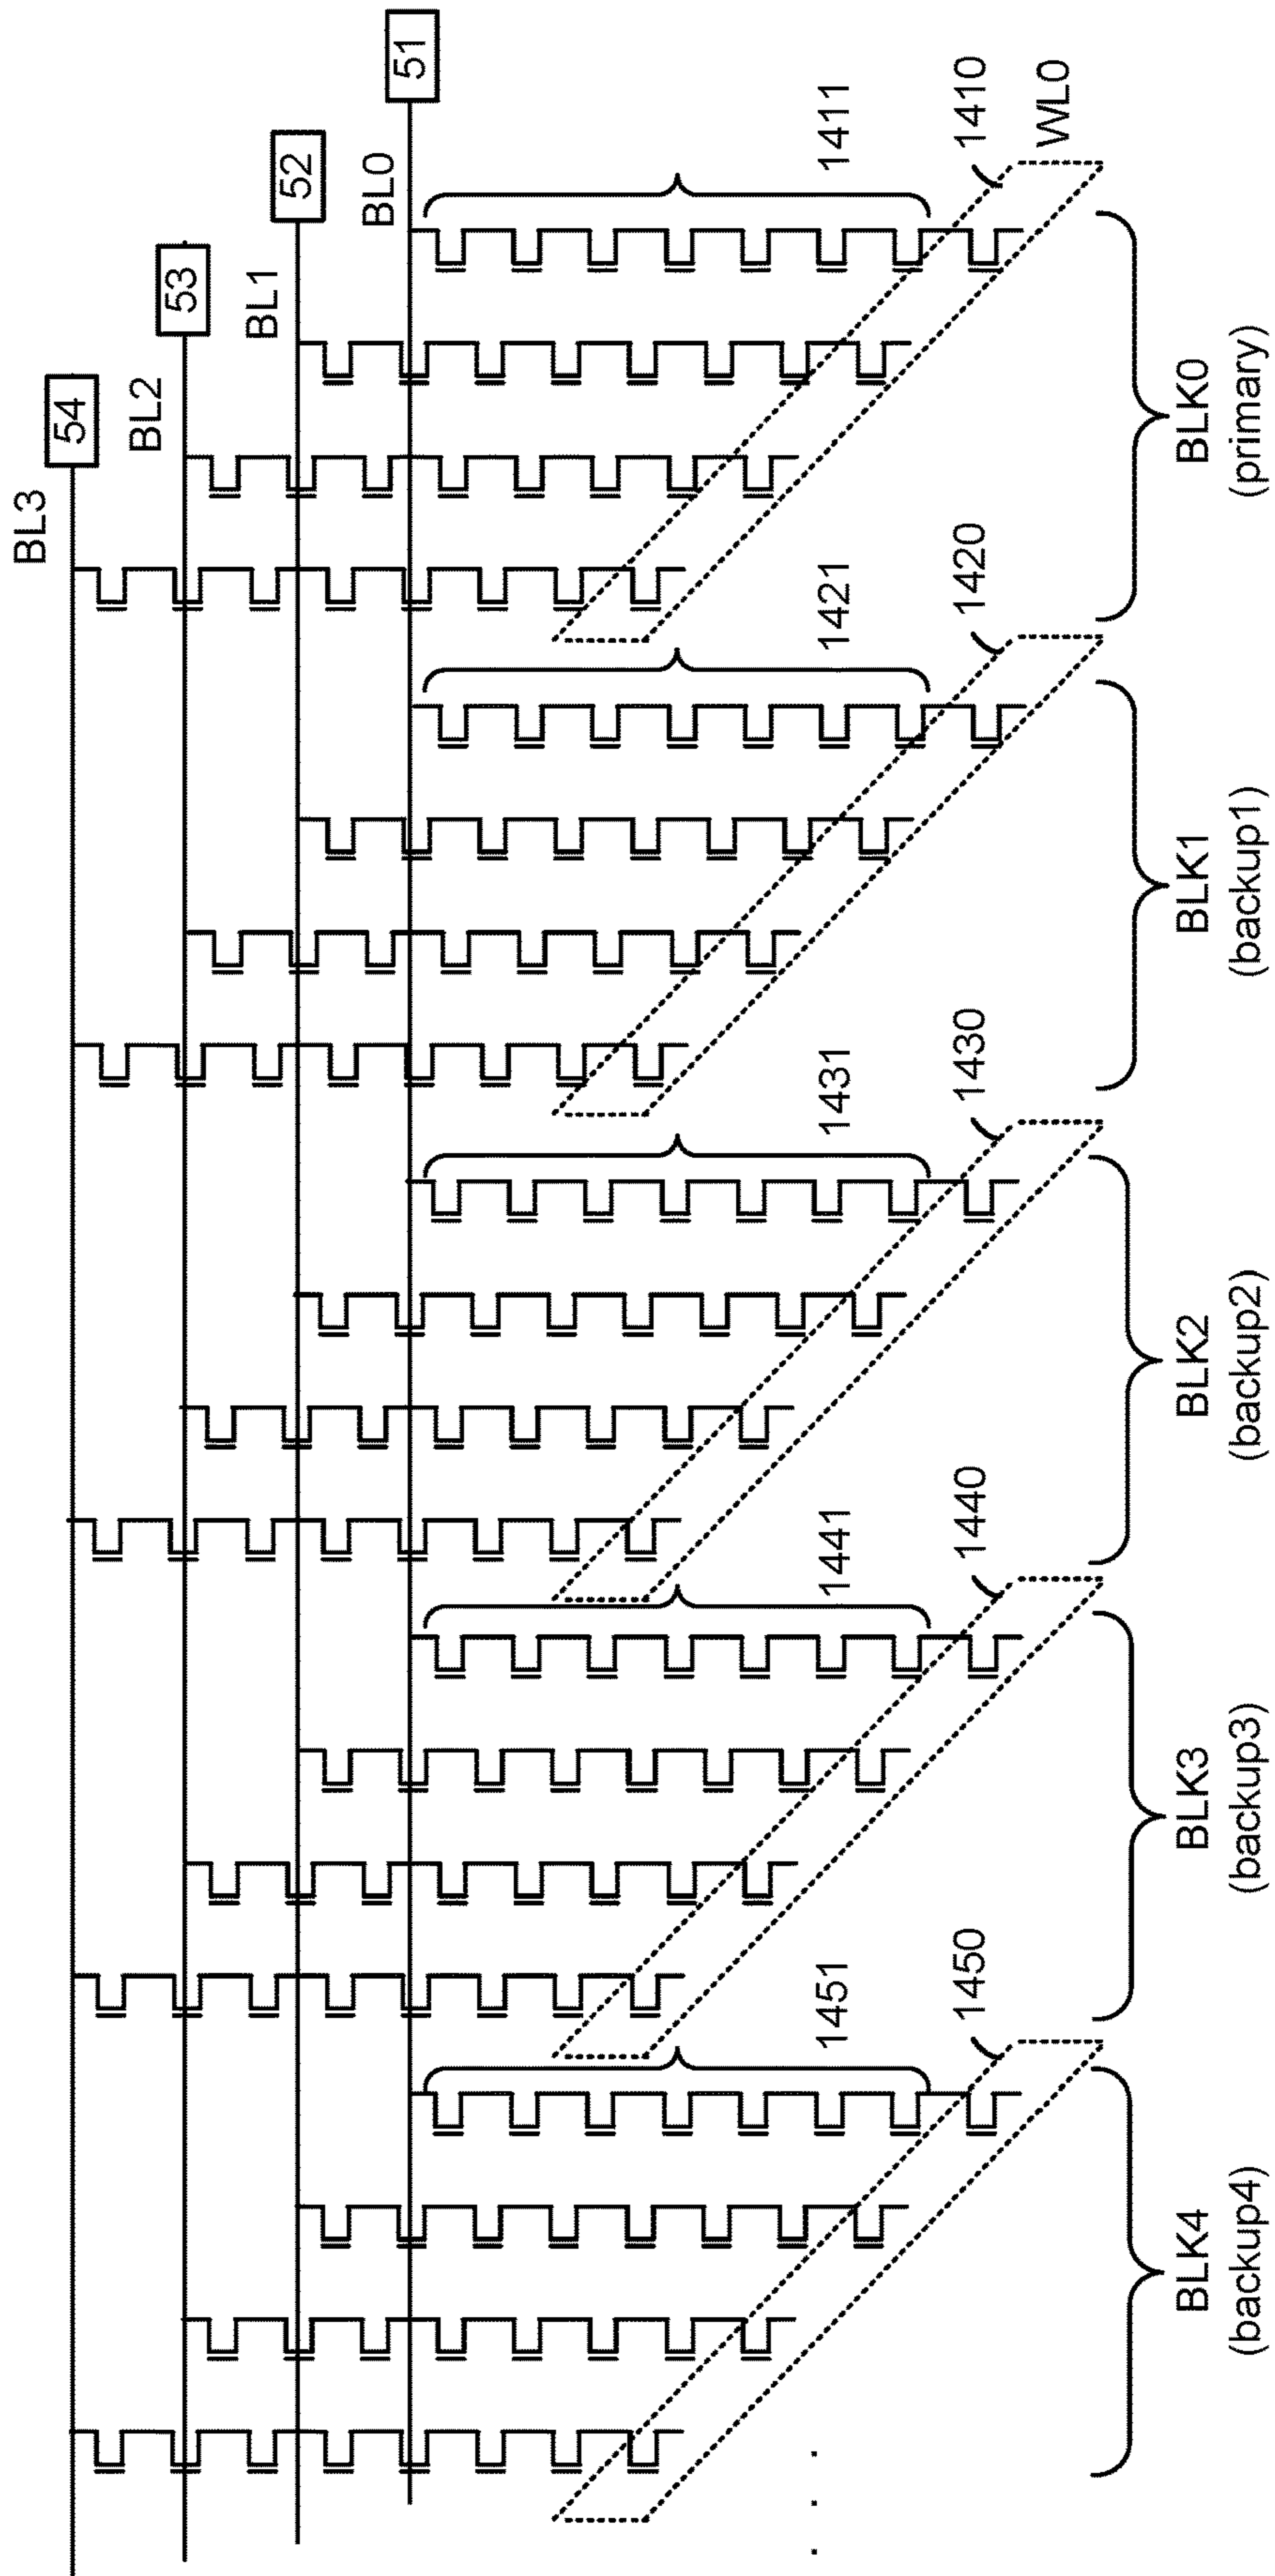 BL3
54
BL2
53
BL1
52
BL0
51
. . .
1451 1441 1431 1421 1411
1450 1440 1430 1420 1410
WL0
BLK4 BLK3 BLK2 BLK1 BLK0
(backup4) (backup3) (backup2) (backup1) (primary)